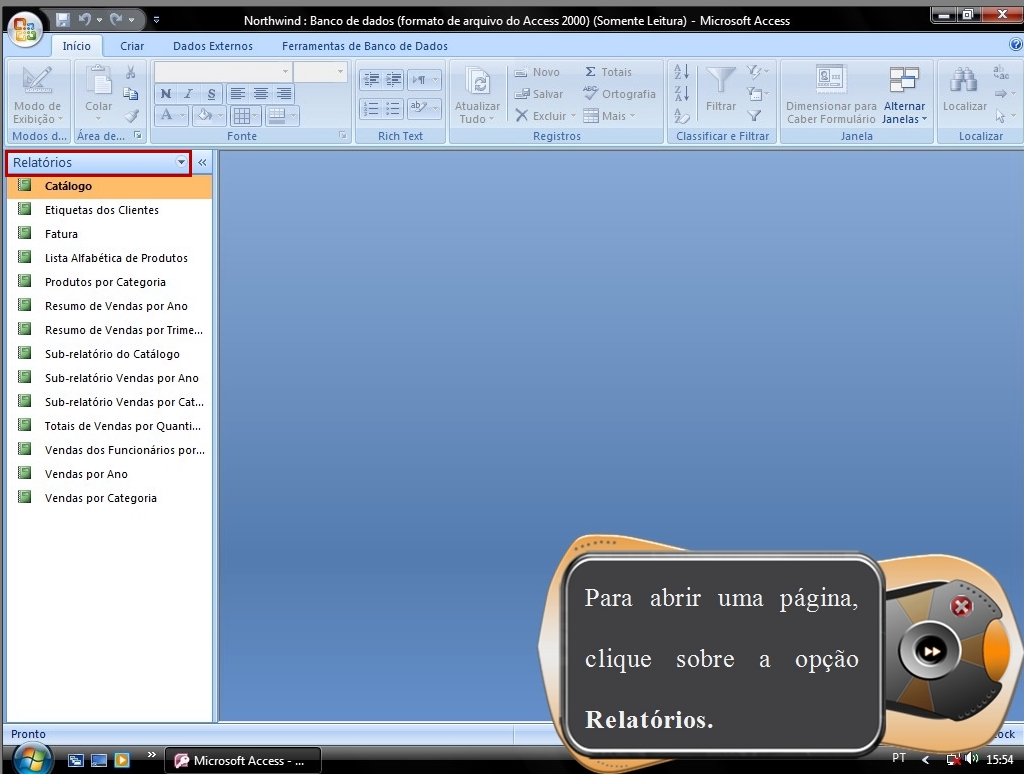 Northwind : Banco de dados (formato de arquivo do Access 2000) (Somente Leitura) - Microsoft Access
Início Criar Dados Externos Ferramentas de Banco de Dados
Modo de Exibição
Modos d...
Colar
Área de...
N I S
A
Fonte
Rich Text
Atualizar Tudo
Novo
Salvar
Excluir
Totais
Ortografia
Mais
Registros
Filtrar
Classificar e Filtrar
Dimensionar para Caber Formulário
Alternar Janelas
Janela
Localizar
Localizar
Relatórios
Catálogo
Etiquetas dos Clientes
Fatura
Lista Alfabética de Produtos
Produtos por Categoria
Resumo de Vendas por Ano
Resumo de Vendas por Trime...
Sub-relatório do Catálogo
Sub-relatório Vendas por Ano
Sub-relatório Vendas por Cat...
Totais de Vendas por Quanti...
Vendas dos Funcionários por...
Vendas por Ano
Vendas por Categoria
Para abrir uma página,
clique sobre a opção
Relatórios.
Pronto
Microsoft Access - ...
PT
15:54